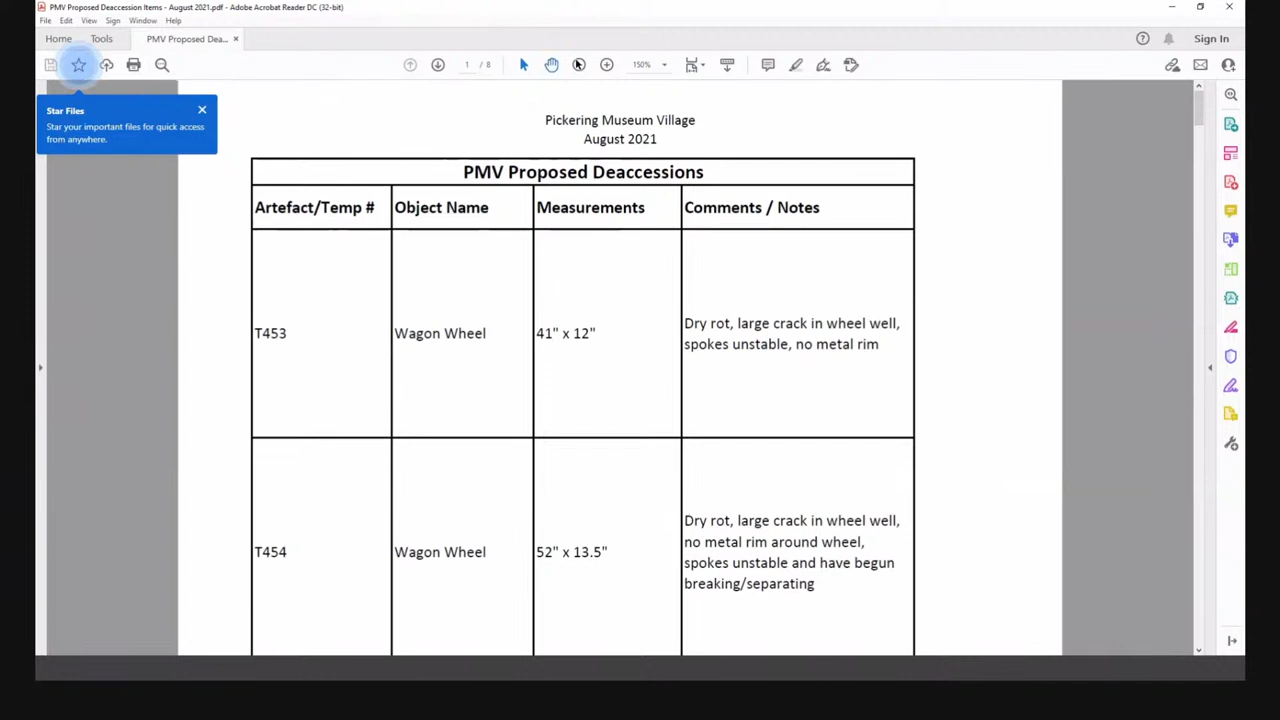 PMV Proposed Deaccession Items - August 2021.pdf - Adobe Acrobat Reader DC (32-bit)
File Edit View Sign Window Help
Home Tools PMV Proposed Dea... × Sign In
1 / 8 150%
Star Files
Star your important files for quick access
from anywhere.
Pickering Museum Village
August 2021
PMV Proposed Deaccessions
Artefact/Temp # Object Name Measurements Comments / Notes
T453 Wagon Wheel 41" x 12" Dry rot, large crack in wheel well,
spokes unstable, no metal rim
T454 Wagon Wheel 52" x 13.5" Dry rot, large crack in wheel well,
no metal rim around wheel,
spokes unstable and have begun
breaking/separating